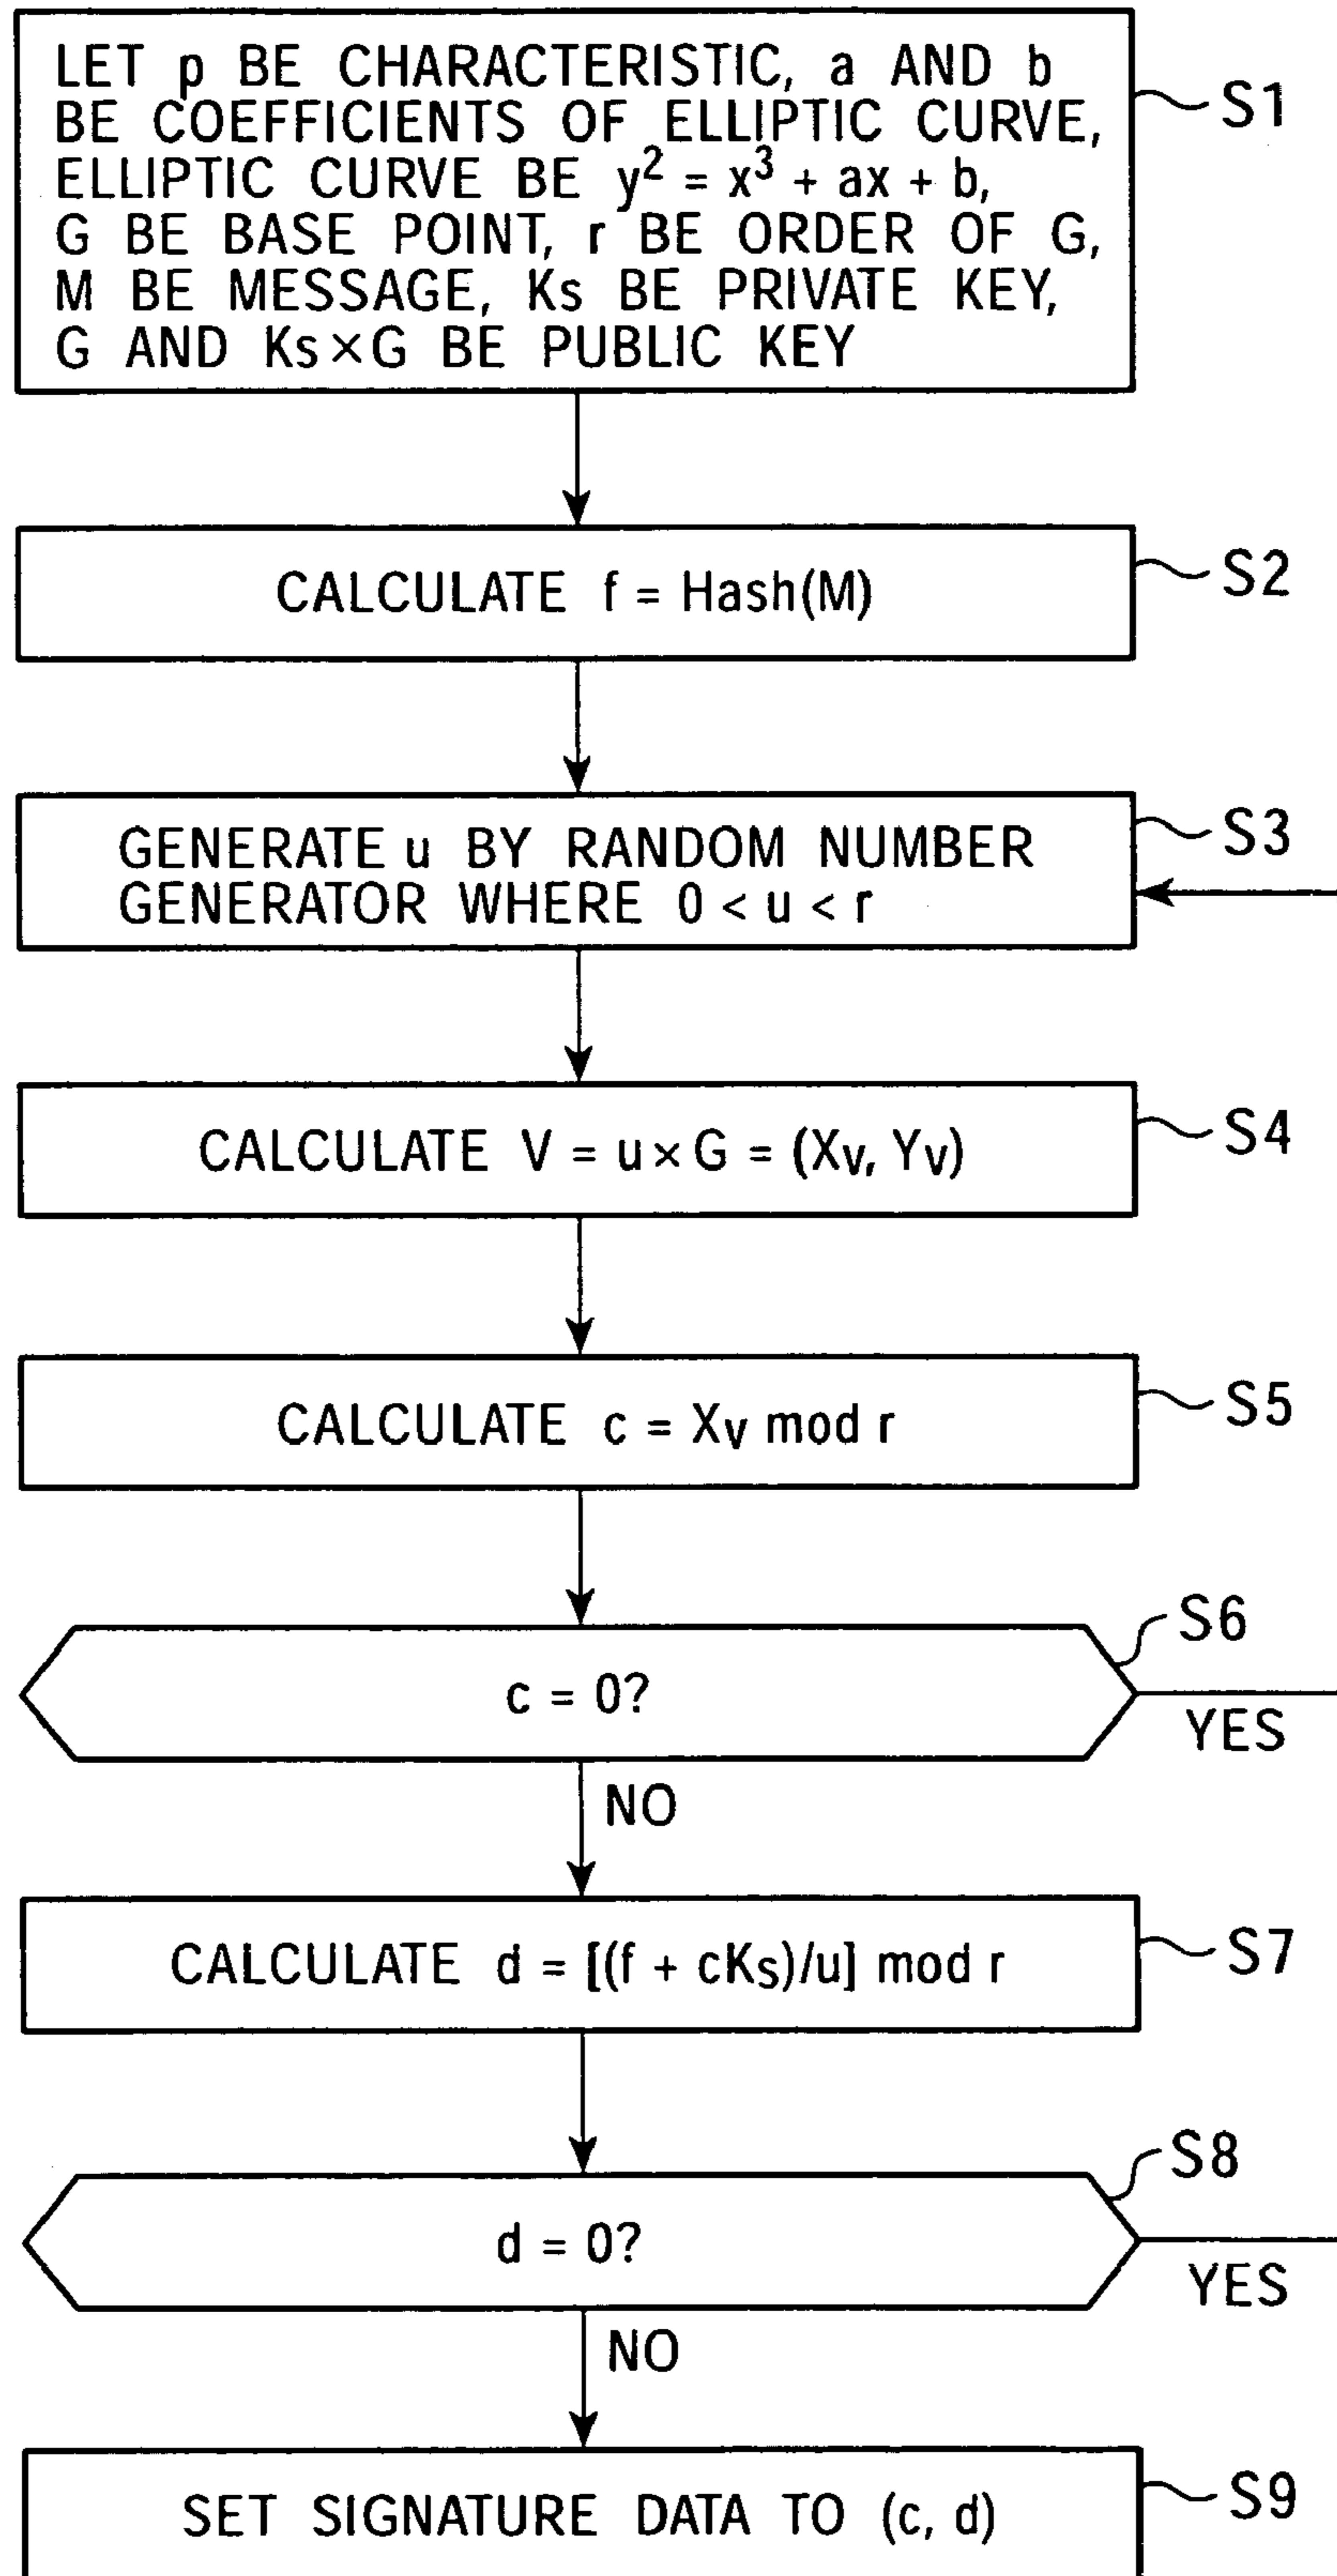 LET p BE CHARACTERISTIC, a AND b
BE COEFFICIENTS OF ELLIPTIC CURVE,
ELLIPTIC CURVE BE y² = x³ + ax + b,
G BE BASE POINT, r BE ORDER OF G,
M BE MESSAGE, Ks BE PRIVATE KEY,
G AND Ks×G BE PUBLIC KEY
S1
CALCULATE f = Hash(M)
S2
GENERATE u BY RANDOM NUMBER
GENERATOR WHERE 0 < u < r
S3
CALCULATE V = u×G = (Xv, Yv)
S4
CALCULATE c = Xv mod r
S5
c = 0?
S6
YES
NO
CALCULATE d = [(f + cKs)/u] mod r
S7
d = 0?
S8
YES
NO
SET SIGNATURE DATA TO (c, d)
S9